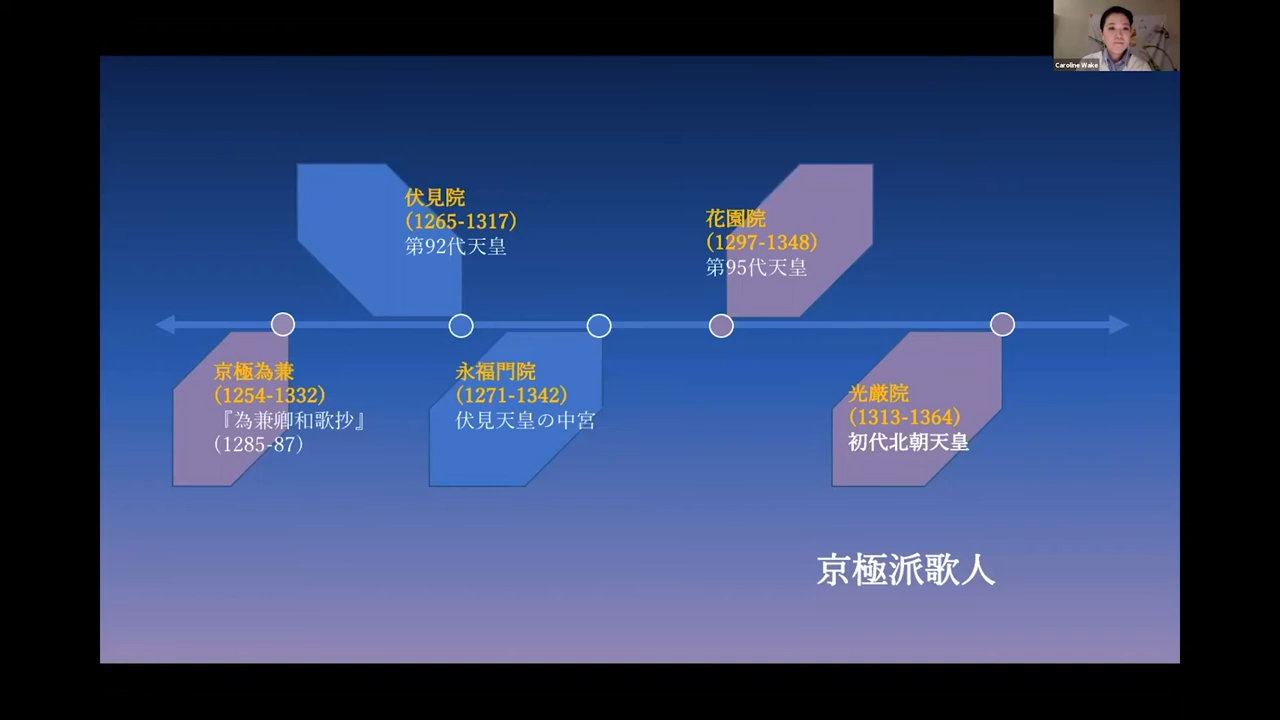 Caroline Wake
伏見院
(1265-1317)
第92代天皇
花園院
(1297-1348)
第95代天皇
京極為兼
(1254-1332)
『為兼卿和歌抄』
(1285-87)
永福門院
(1271-1342)
伏見天皇の中宮
光厳院
(1313-1364)
初代北朝天皇
京極派歌人